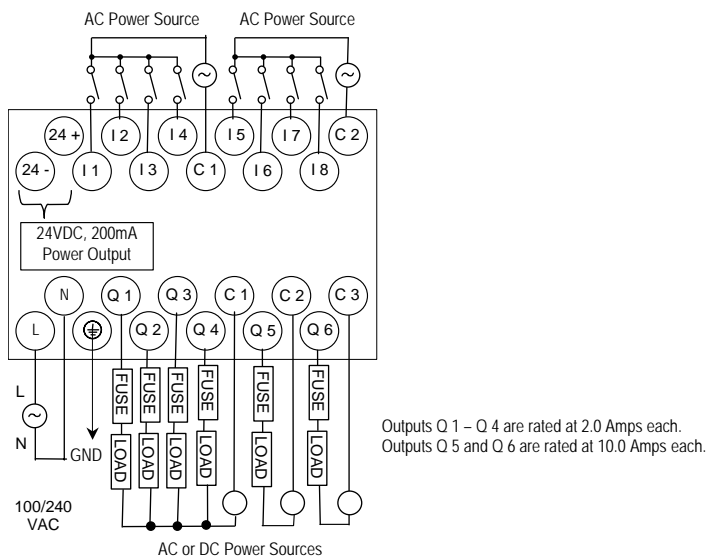 AC Power Source AC Power Source
24 + I 2 I 4 I 5 I 7 C 2
24 - I 1 I 3 C 1 I 6 I 8
24VDC, 200mA
Power Output
N Q 1 Q 3 C 1 C 2 C 3
L Q 2 Q 4 Q 5 Q 6
FUSE FUSE FUSE FUSE FUSE FUSE
L
N
GND
LOAD LOAD LOAD LOAD LOAD LOAD
Outputs Q 1 – Q 4 are rated at 2.0 Amps each.
Outputs Q 5 and Q 6 are rated at 10.0 Amps each.
100/240
VAC
AC or DC Power Sources